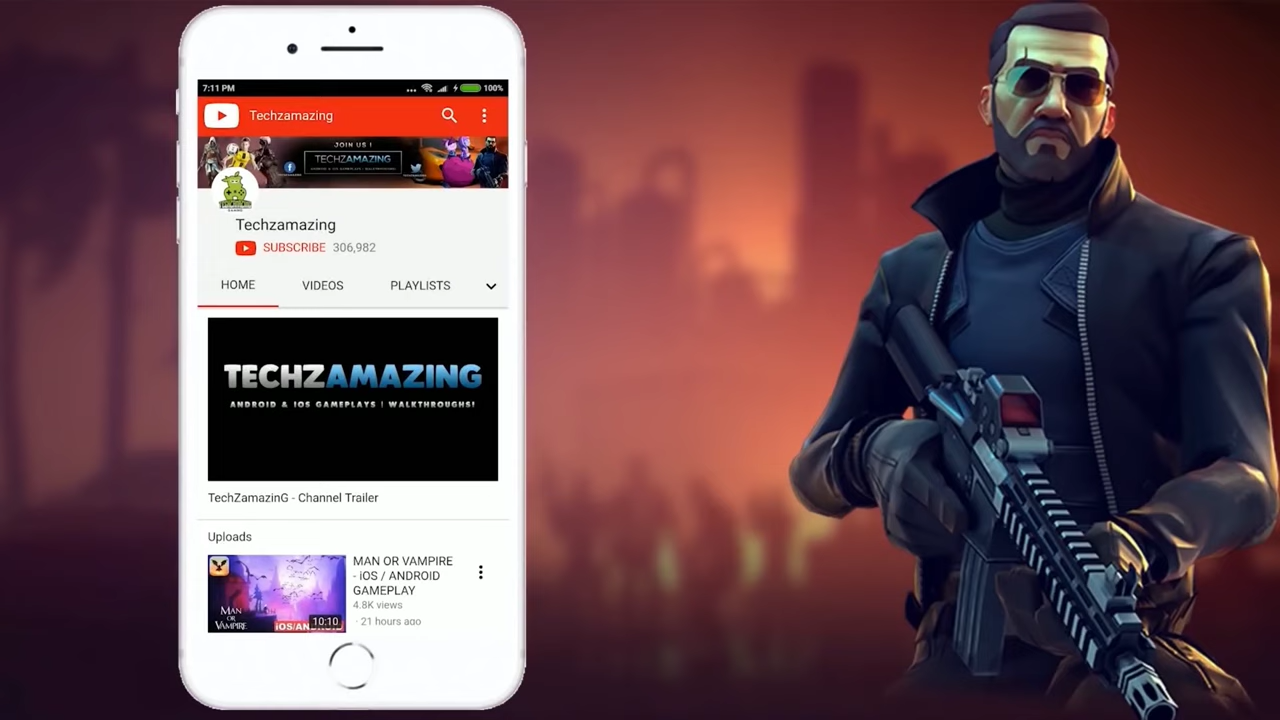 7:11 PM
100%
Techzamazing
JOIN US !
TECHZAMAZING
Techzamazing
SUBSCRIBE 306,982
HOME VIDEOS PLAYLISTS
TECHZAMAZING
ANDROID & IOS GAMEPLAYS | WALKTHROUGHS!
TechZamazinG - Channel Trailer
Uploads
MAN OR VAMPIRE
- iOS / ANDROID
GAMEPLAY
4.8K views
· 21 hours ago
MAN
OR
VAMPIRE
10:10